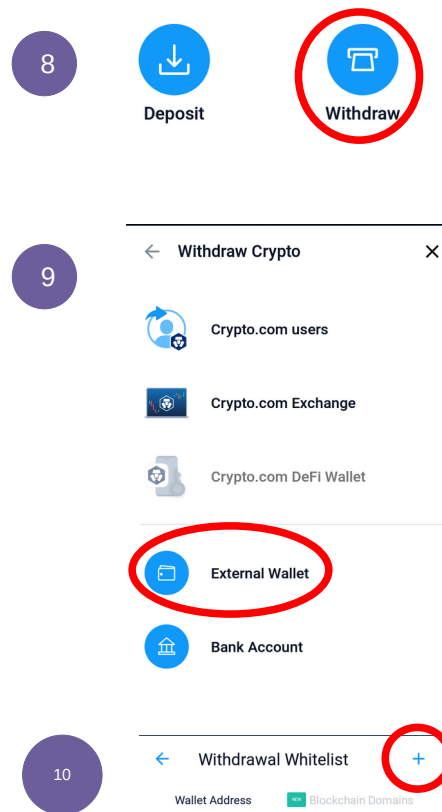 8
Deposit Withdraw
9
Withdraw Crypto
Crypto.com users
Crypto.com Exchange
Crypto.com DeFi Wallet
External Wallet
Bank Account
10
Withdrawal Whitelist +
Wallet Address NEW Blockchain Domains